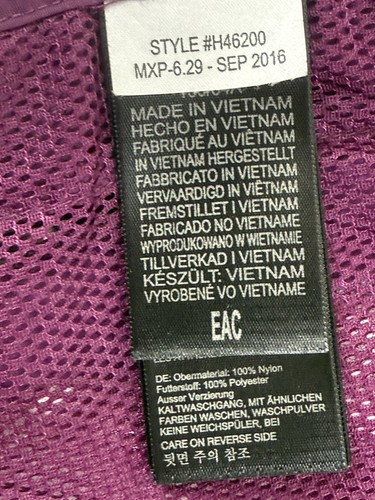 STYLE #H46200
MXP-6.29 - SEP 2016
MADE IN VIETNAM
HECHO EN VIETNAM
FABRIQUÉ AU VIÊTNAM
IN VIETNAM HERGESTELLT
FABBRICATO IN VIETNAM
VERVAARDIGD IN VIËTNAM
FREMSTILLET I VIETNAM
FABRICADO NO VIETNAME
WYPRODUKOWANO W WIETNAMIE
TILLVERKAD I VIETNAM
KÉSZÜLT: VIETNAM
VYROBENÉ VO VIETNAME
EAC
DE: Obermaterial: 100% Nylon
Futterstoff: 100% Polyester
Ausser Verzierung
KALTWASCHGANG, MIT ÄHNLICHEN
FARBEN WASCHEN, WASCHPULVER
KEINE WEICHSPÜLER, BEI
CARE ON REVERSE SIDE
뒷면 주의 참조